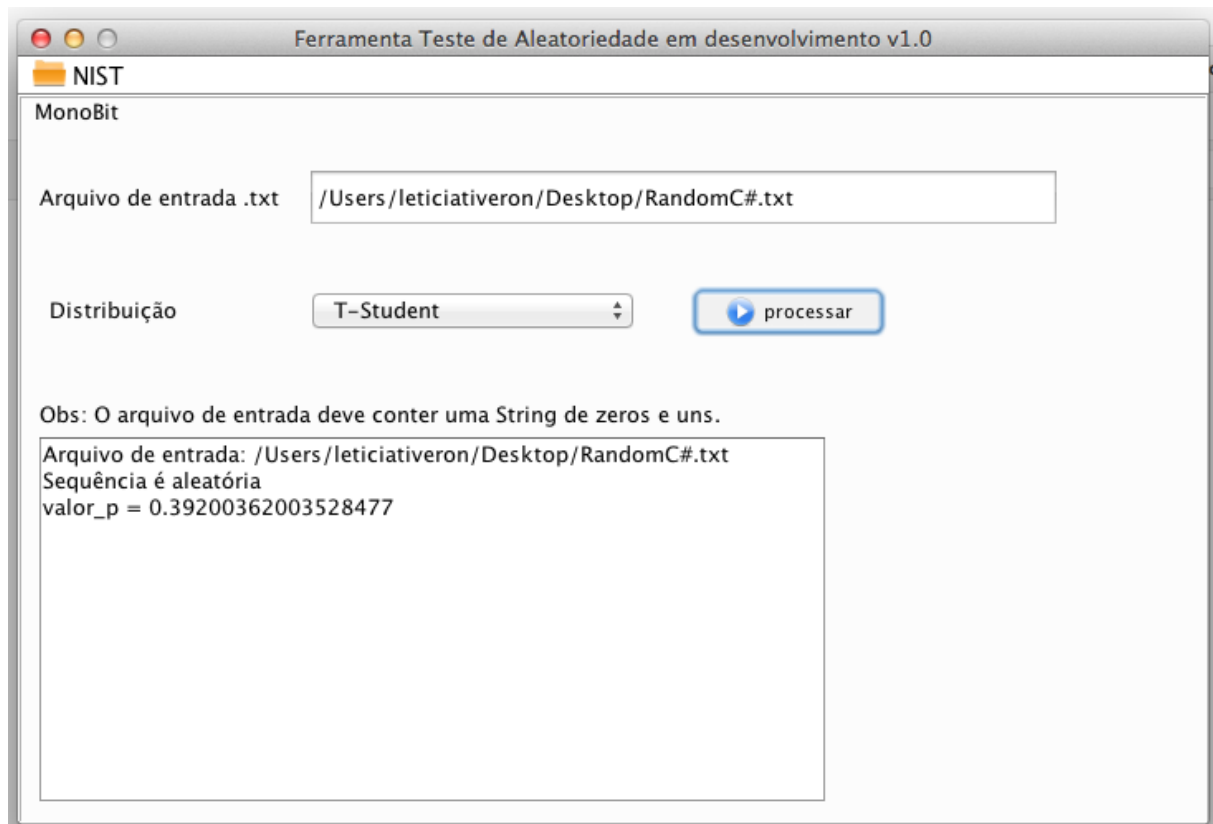 Ferramenta Teste de Aleatoriedade em desenvolvimento v1.0
NIST
MonoBit
Arquivo de entrada .txt /Users/leticiativeron/Desktop/RandomC#.txt
Distribuição T-Student processar
Obs: O arquivo de entrada deve conter uma String de zeros e uns.
Arquivo de entrada: /Users/leticiativeron/Desktop/RandomC#.txt
Sequência é aleatória
valor_p = 0.39200362003528477